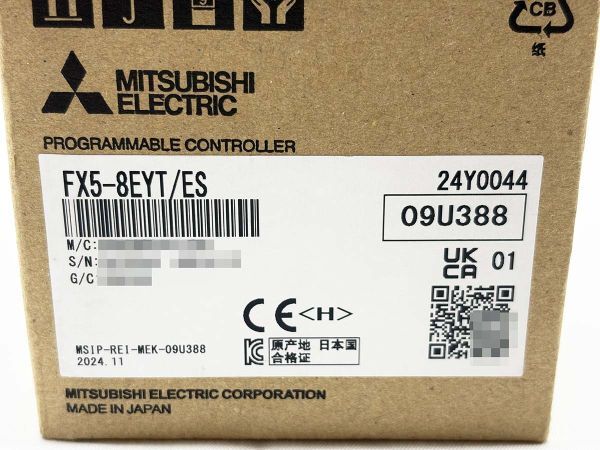 CB
纸
MITSUBISHI
ELECTRIC
PROGRAMMABLE CONTROLLER
FX5-8EYT/ES
24Y0044
09U388
M/C:
S/N:
G/C:
UK
CA 01
CE <H>
MSIP-REI-MEK-09U388
2024.11
原产地 日本国
合格证
MITSUBISHI ELECTRIC CORPORATION
MADE IN JAPAN